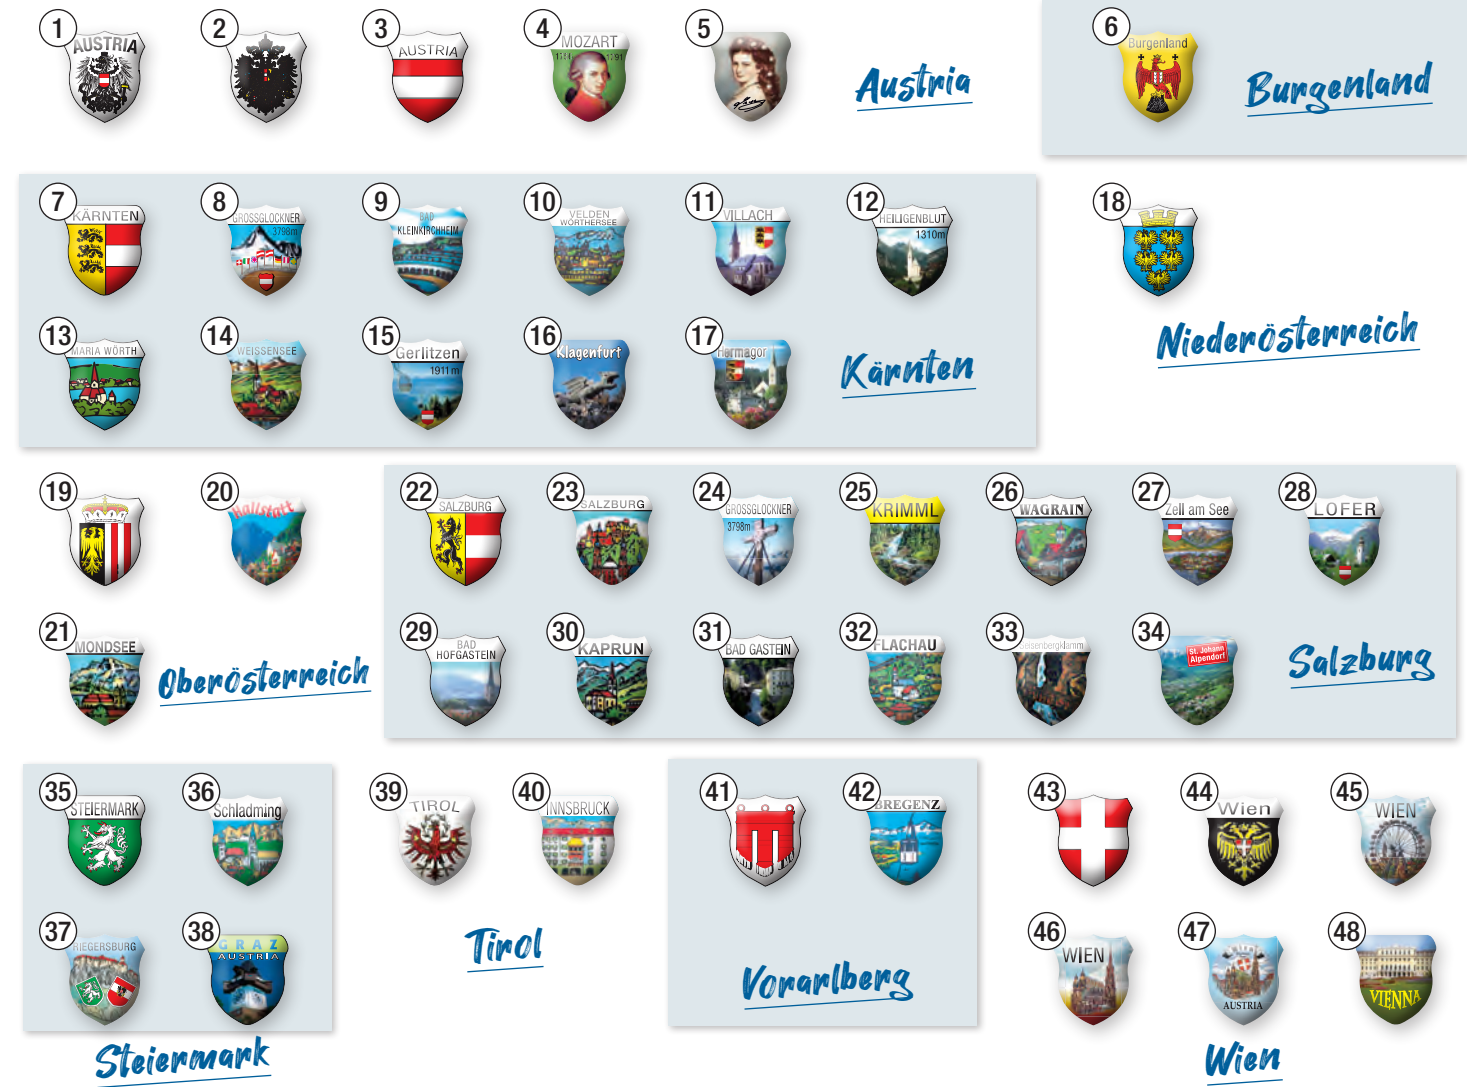 1
AUSTRIA
2
3
AUSTRIA
4
MOZART
5
Austria
6
Burgenland
Burgenland
7
KÄRNTEN
8
GROSSGLOCKNER
3798m
9
BAD
KLEINKIRCHHEIM
10
VELDEN
WÖRTHERSEE
11
VILLACH
12
HEILIGENBLUT
1310m
13
MARIA WÖRTH
14
WEISSENSEE
15
Gerlitzen
1911 m
16
Klagenfurt
17
Hermagor
Kärnten
18
Niederösterreich
19
20
Hallstatt
21
MONDSEE
Oberösterreich
22
SALZBURG
23
SALZBURG
24
GROSSGLOCKNER
3798m
25
KRIMML
26
WAGRAIN
27
Zell am See
28
LOFER
29
BAD
HOFGASTEIN
30
KAPRUN
31
BAD GASTEIN
32
FLACHAU
33
34
St. Johann
Alpendorf
Salzburg
35
STEIERMARK
36
Schladming
37
RIEGERSBURG
38
GRAZ
AUSTRIA
Steiermark
39
TIROL
40
INNSBRUCK
Tirol
41
42
BREGENZ
Vorarlberg
43
44
Wien
45
WIEN
46
WIEN
47
AUSTRIA
48
VIENNA
Wien